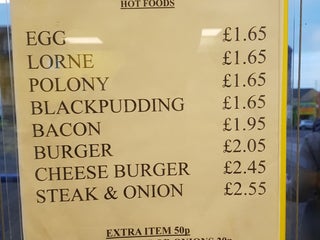 HOT FOODS
EGG £1.65
LORNE £1.65
POLONY £1.65
BLACKPUDDING £1.65
BACON £1.95
BURGER £2.05
CHEESE BURGER £2.45
STEAK & ONION £2.55
EXTRA ITEM 50p